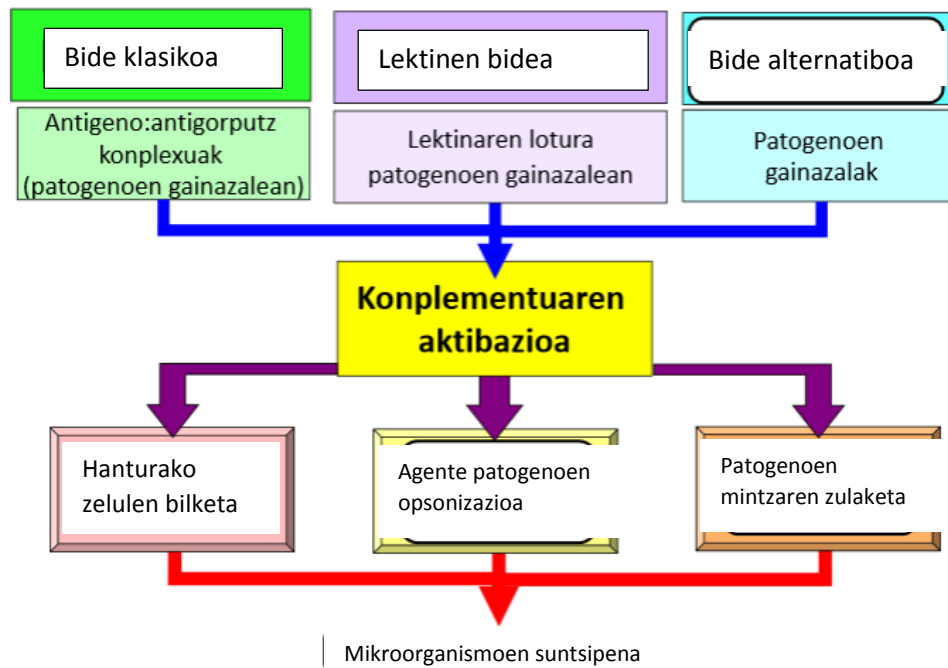 Bide klasikoa
Lektinen bidea
Bide alternatiboa
Antigeno:antigorputz
konplexuak
(patogenoen gainazalean)
Lektinaren lotura
patogenoen gainazalean
Patogenoen
gainazalak
Konplementuaren
aktibazioa
Hanturako
zelulen bilketa
Agente patogenoen
opsonizazioa
Patogenoen
mintzaren zulaketa
Mikroorganismoen suntsipena